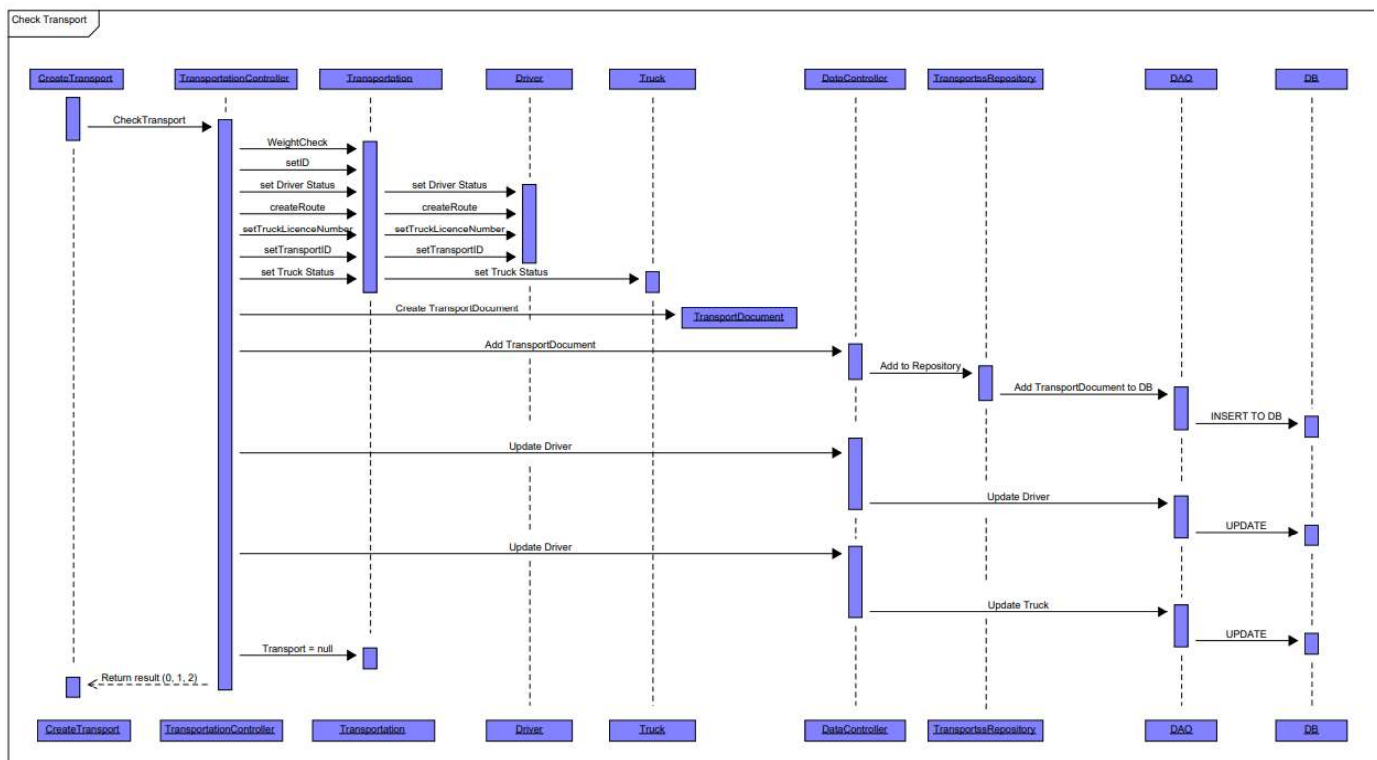 Check Transport
CreateTransport TransportationController Transportation Driver Truck DataController TransportssRepository DAO DB
CheckTransport
WeightCheck
setID
set Driver Status set Driver Status
createRoute createRoute
setTruckLicenceNumber setTruckLicenceNumber
setTransportID setTransportID
set Truck Status set Truck Status
Create TransportDocument
TransportDocument
Add TransportDocument
Add to Repository
Add TransportDocument to DB
INSERT TO DB
Update Driver
Update Driver
UPDATE
Update Driver
Update Truck
UPDATE
Transport = null
Return result (0, 1, 2)
CreateTransport TransportationController Transportation Driver Truck DataController TransportssRepository DAO DB